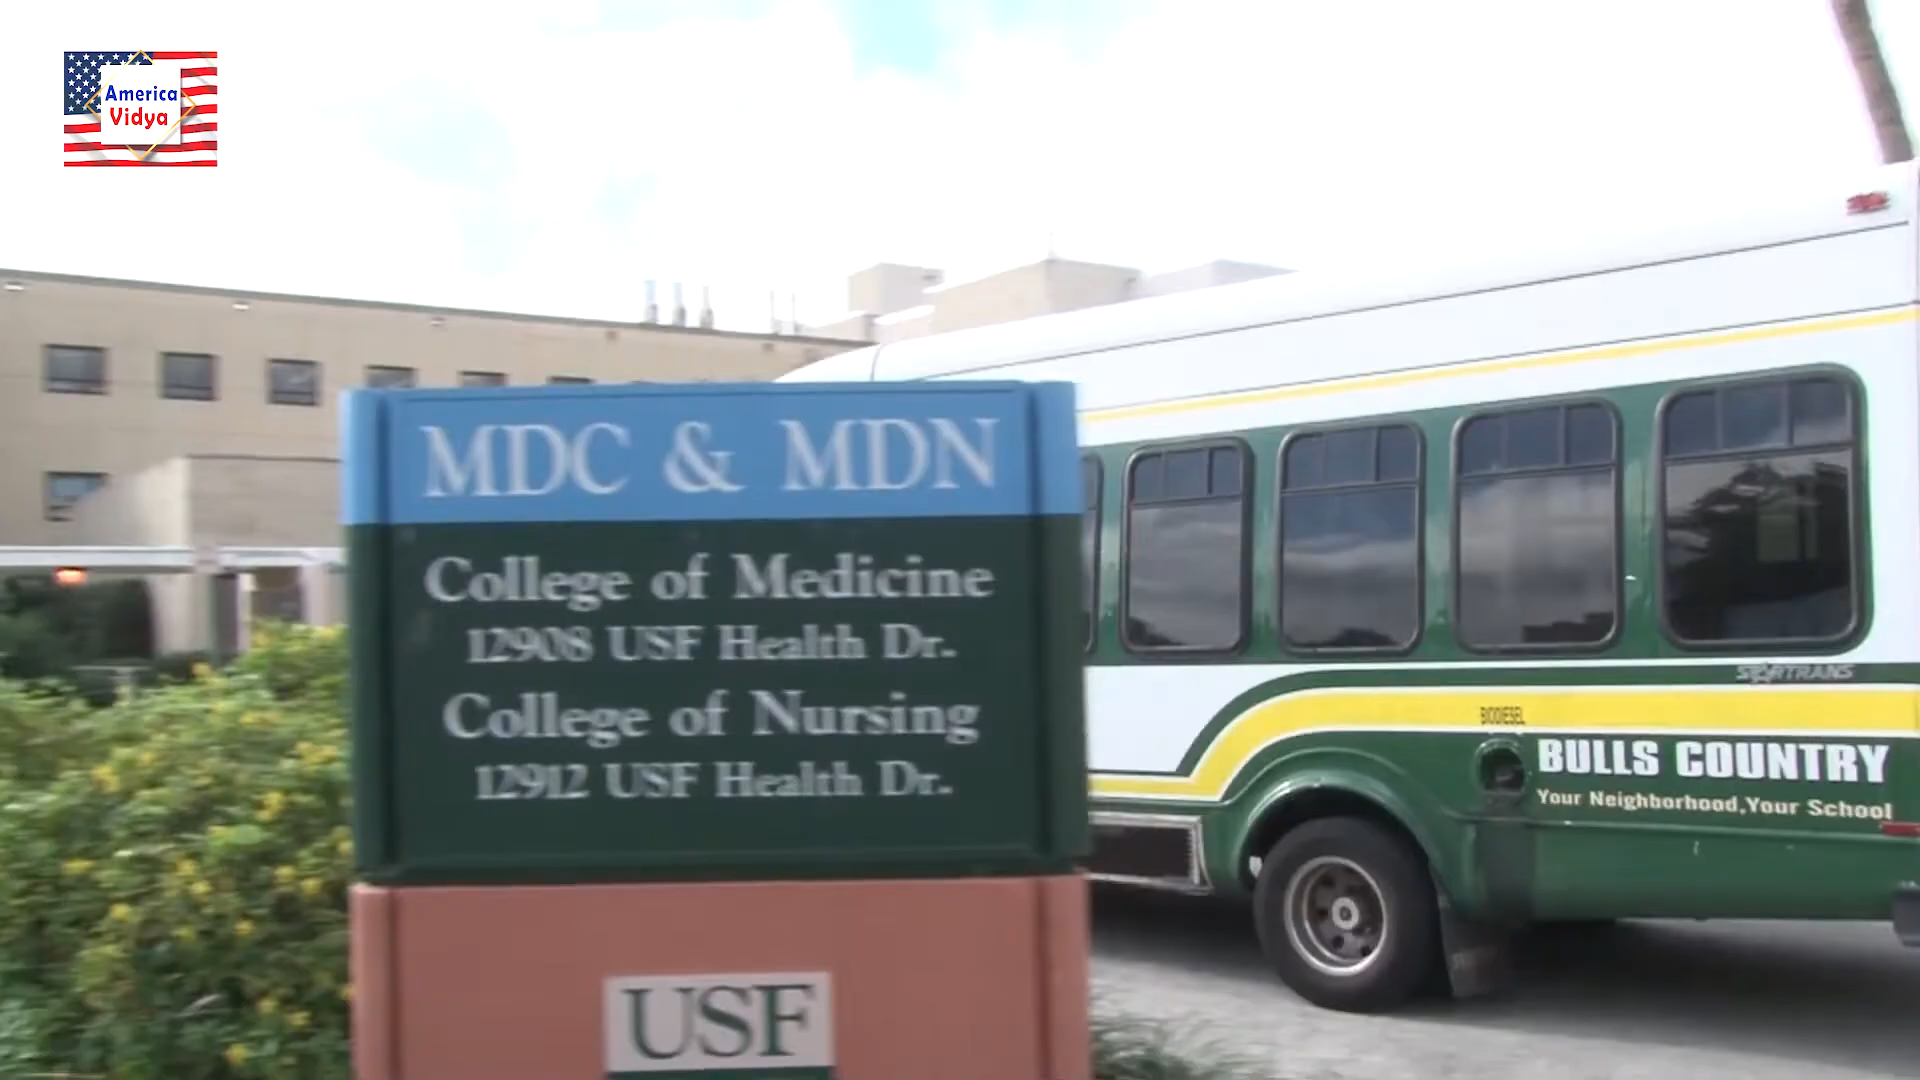 America
Vidya
MDC & MDN
College of Medicine
12908 USF Health Dr.
College of Nursing
12912 USF Health Dr.
USF
STARTRANS
BIODIESEL
BULLS COUNTRY
Your Neighborhood, Your School